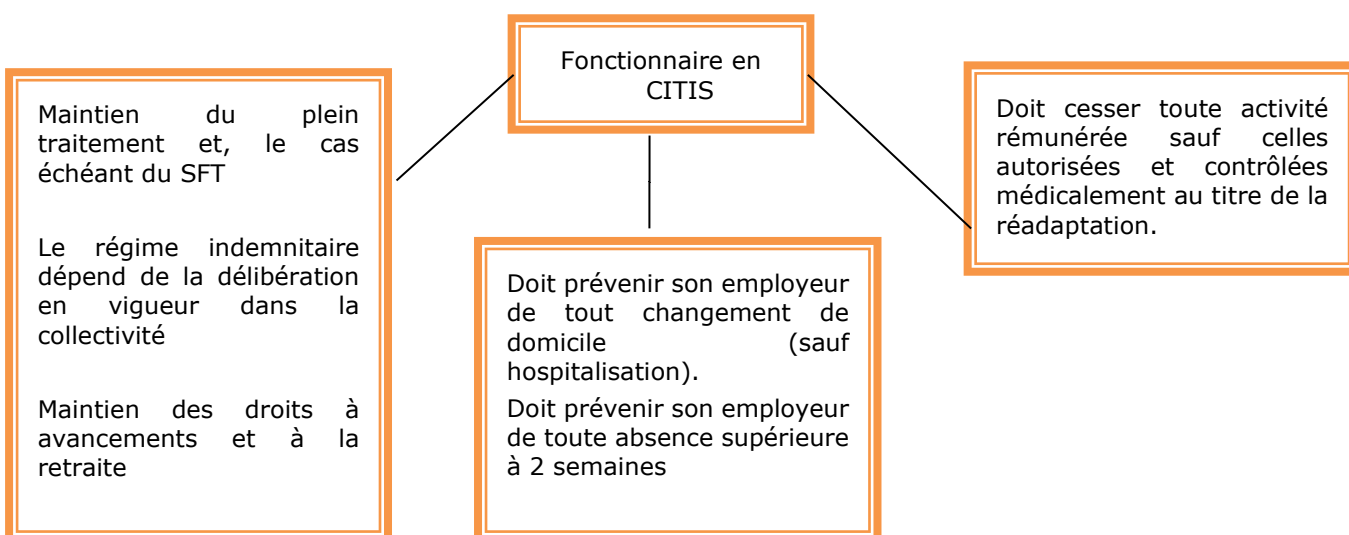 Fonctionnaire en
CITIS
Maintien du plein
traitement et, le cas
échéant du SFT
Le régime indemnitaire
dépend de la délibération
en vigueur dans la
collectivité
Maintien des droits à
avancements et à la
retraite
Doit prévenir son employeur
de tout changement de
domicile (sauf
hospitalisation).
Doit prévenir son employeur
de toute absence supérieure
à 2 semaines
Doit cesser toute activité
rémunérée sauf celles
autorisées et contrôlées
médicalement au titre de la
réadaptation.